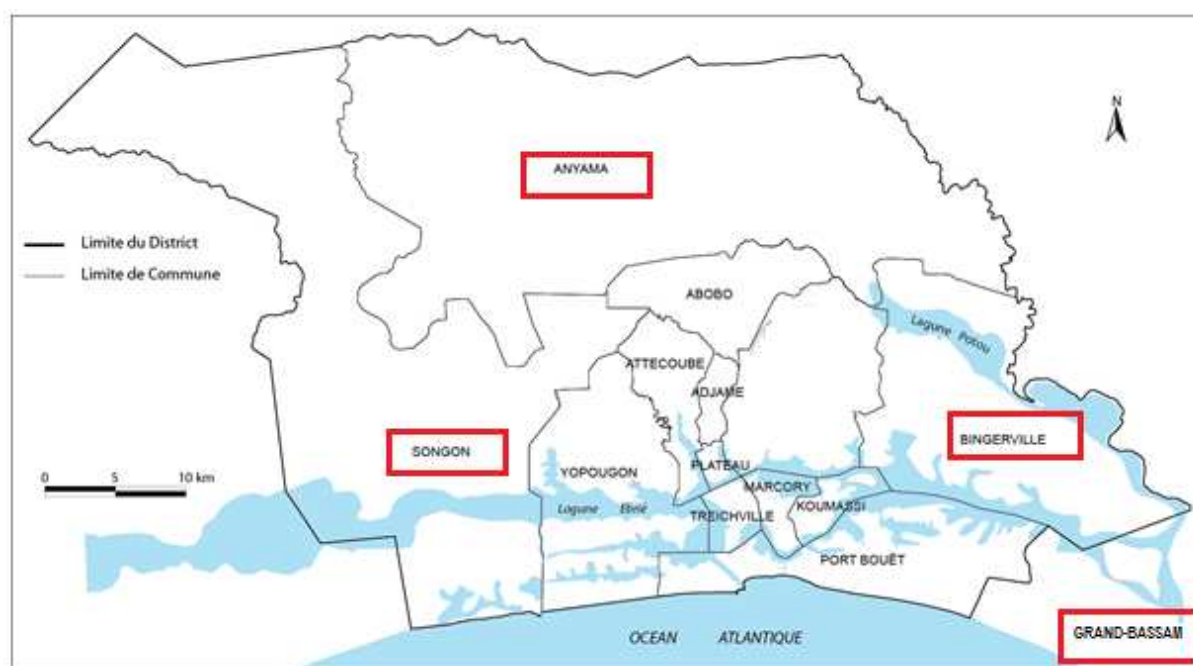 N
ANYAMA
Limite du District
Limite de Commune
ABOBO
Lagune Potou
ATTECOUBE
ADJAME
BINGERVILLE
SONGON
PLATEAU
YOPOUGON
0 5 10 km
MARCORY
KOUMASSI
Lagune Ebrié
TREICHVILLE
PORT BOUËT
OCEAN ATLANTIQUE
GRAND-BASSAM